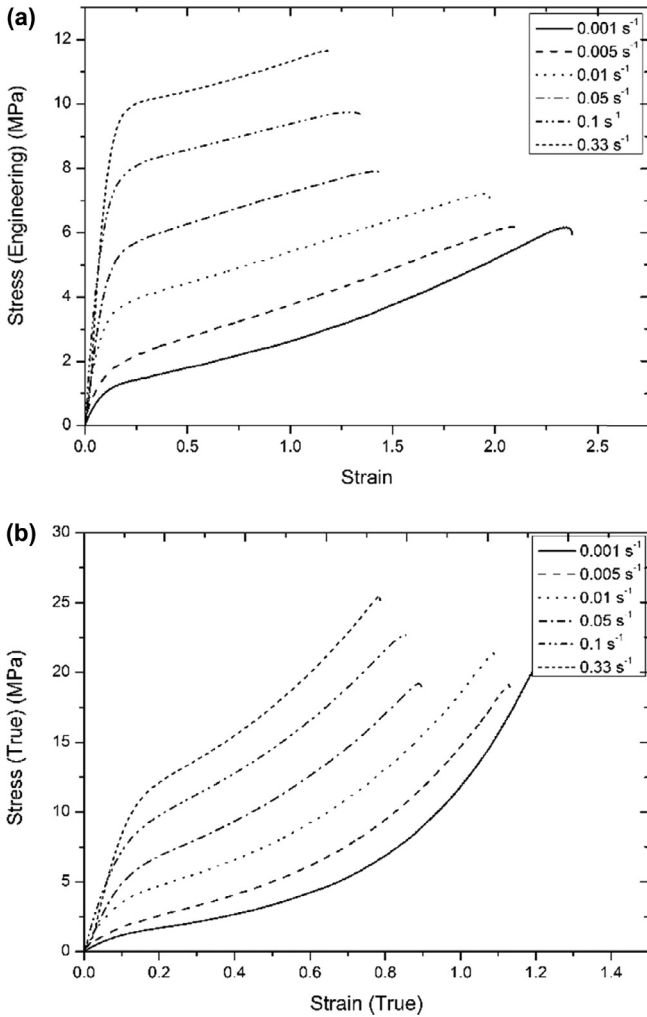 (a)
12
10
8
6
4
2
0
Stress (Engineering) (MPa)
0.001 s⁻¹
0.005 s⁻¹
0.01 s⁻¹
0.05 s⁻¹
0.1 s¹
0.33 s⁻¹
0.0 0.5 1.0 1.5 2.0 2.5
Strain
(b)
30
25
20
15
10
5
0
Stress (True) (MPa)
0.001 s⁻¹
0.005 s⁻¹
0.01 s⁻¹
0.05 s⁻¹
0.1 s⁻¹
0.33 s⁻¹
0.0 0.2 0.4 0.6 0.8 1.0 1.2 1.4
Strain (True)